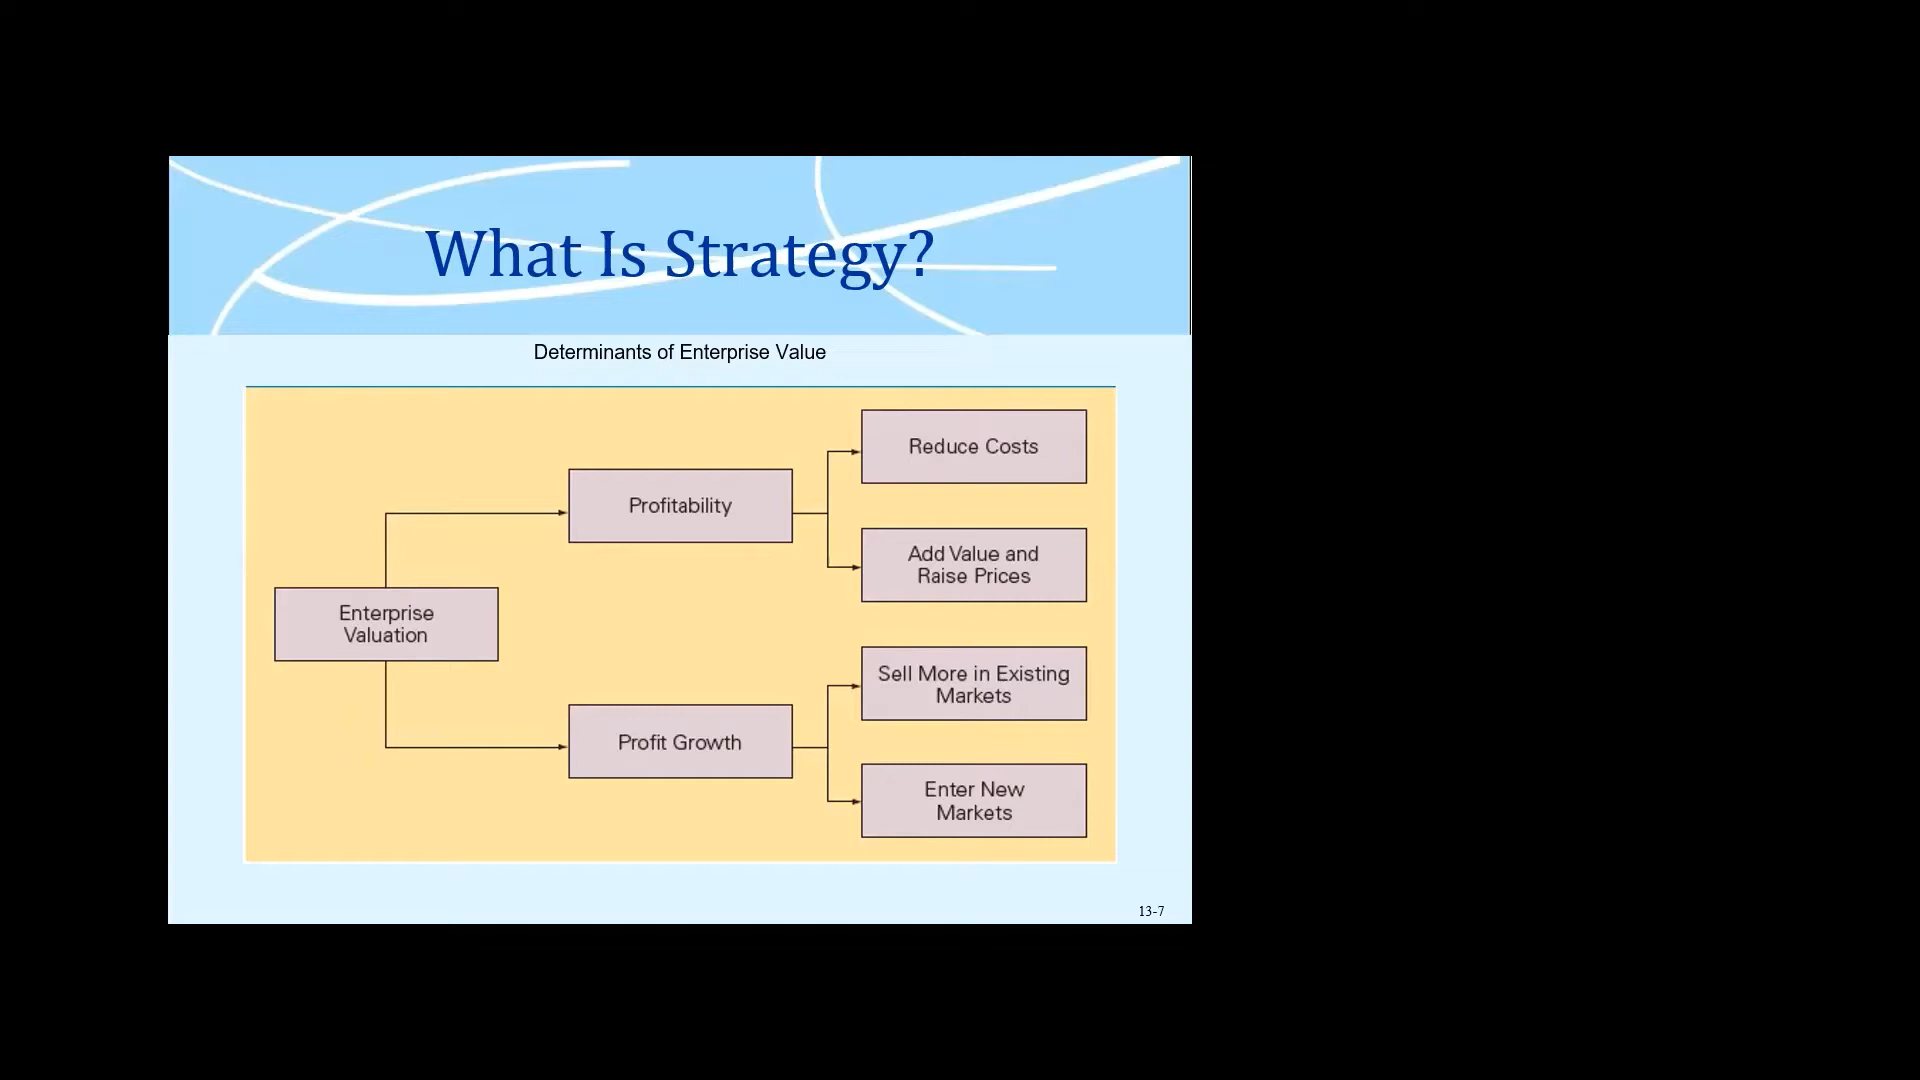 What Is Strategy?
Determinants of Enterprise Value
Reduce Costs
Profitability
Add Value and
Raise Prices
Enterprise
Valuation
Sell More in Existing
Markets
Profit Growth
Enter New
Markets
13-7